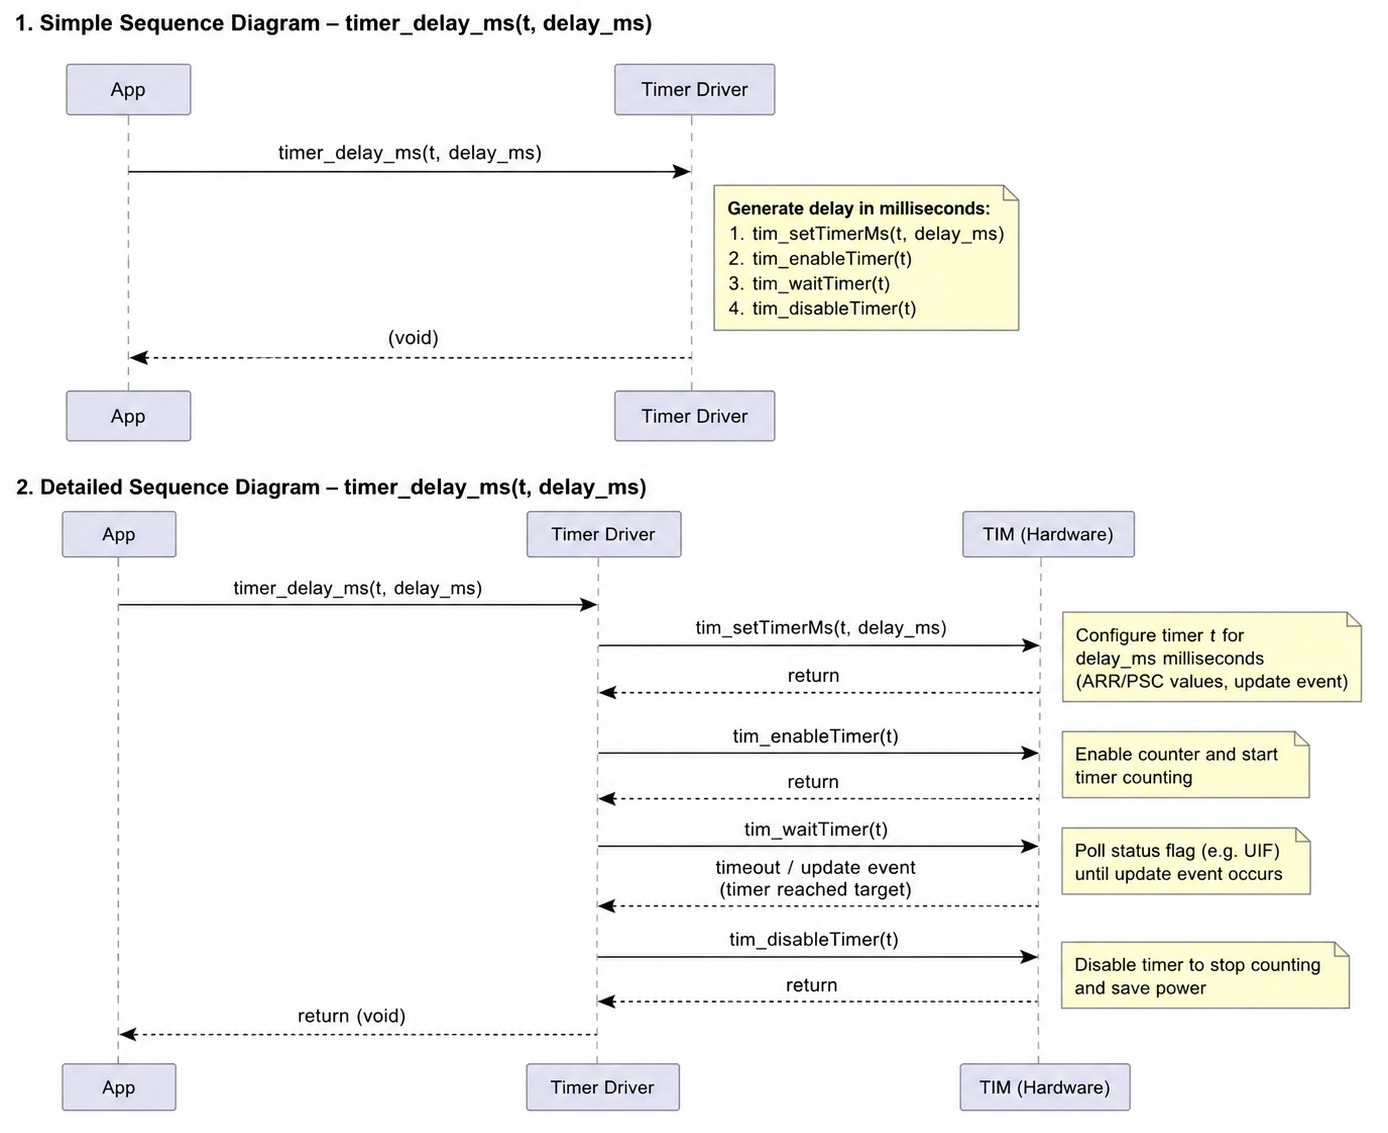 1. Simple Sequence Diagram – timer_delay_ms(t, delay_ms)
App
Timer Driver
timer_delay_ms(t, delay_ms)
Generate delay in milliseconds:
1. tim_setTimerMs(t, delay_ms)
2. tim_enableTimer(t)
3. tim_waitTimer(t)
4. tim_disableTimer(t)
(void)
App
Timer Driver
2. Detailed Sequence Diagram – timer_delay_ms(t, delay_ms)
App
Timer Driver
TIM (Hardware)
timer_delay_ms(t, delay_ms)
tim_setTimerMs(t, delay_ms)
Configure timer t for
delay_ms milliseconds
(ARR/PSC values, update event)
return
tim_enableTimer(t)
Enable counter and start
timer counting
return
tim_waitTimer(t)
Poll status flag (e.g. UIF)
until update event occurs
timeout / update event
(timer reached target)
tim_disableTimer(t)
Disable timer to stop counting
and save power
return
return (void)
App
Timer Driver
TIM (Hardware)